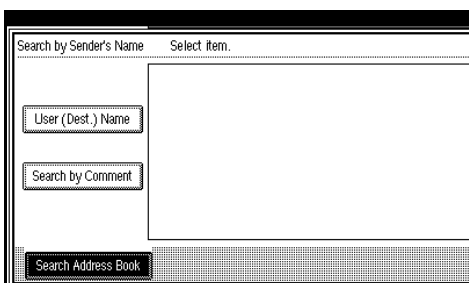 Search by Sender's Name Select item.
User (Dest.) Name
Search by Comment
Search Address Book